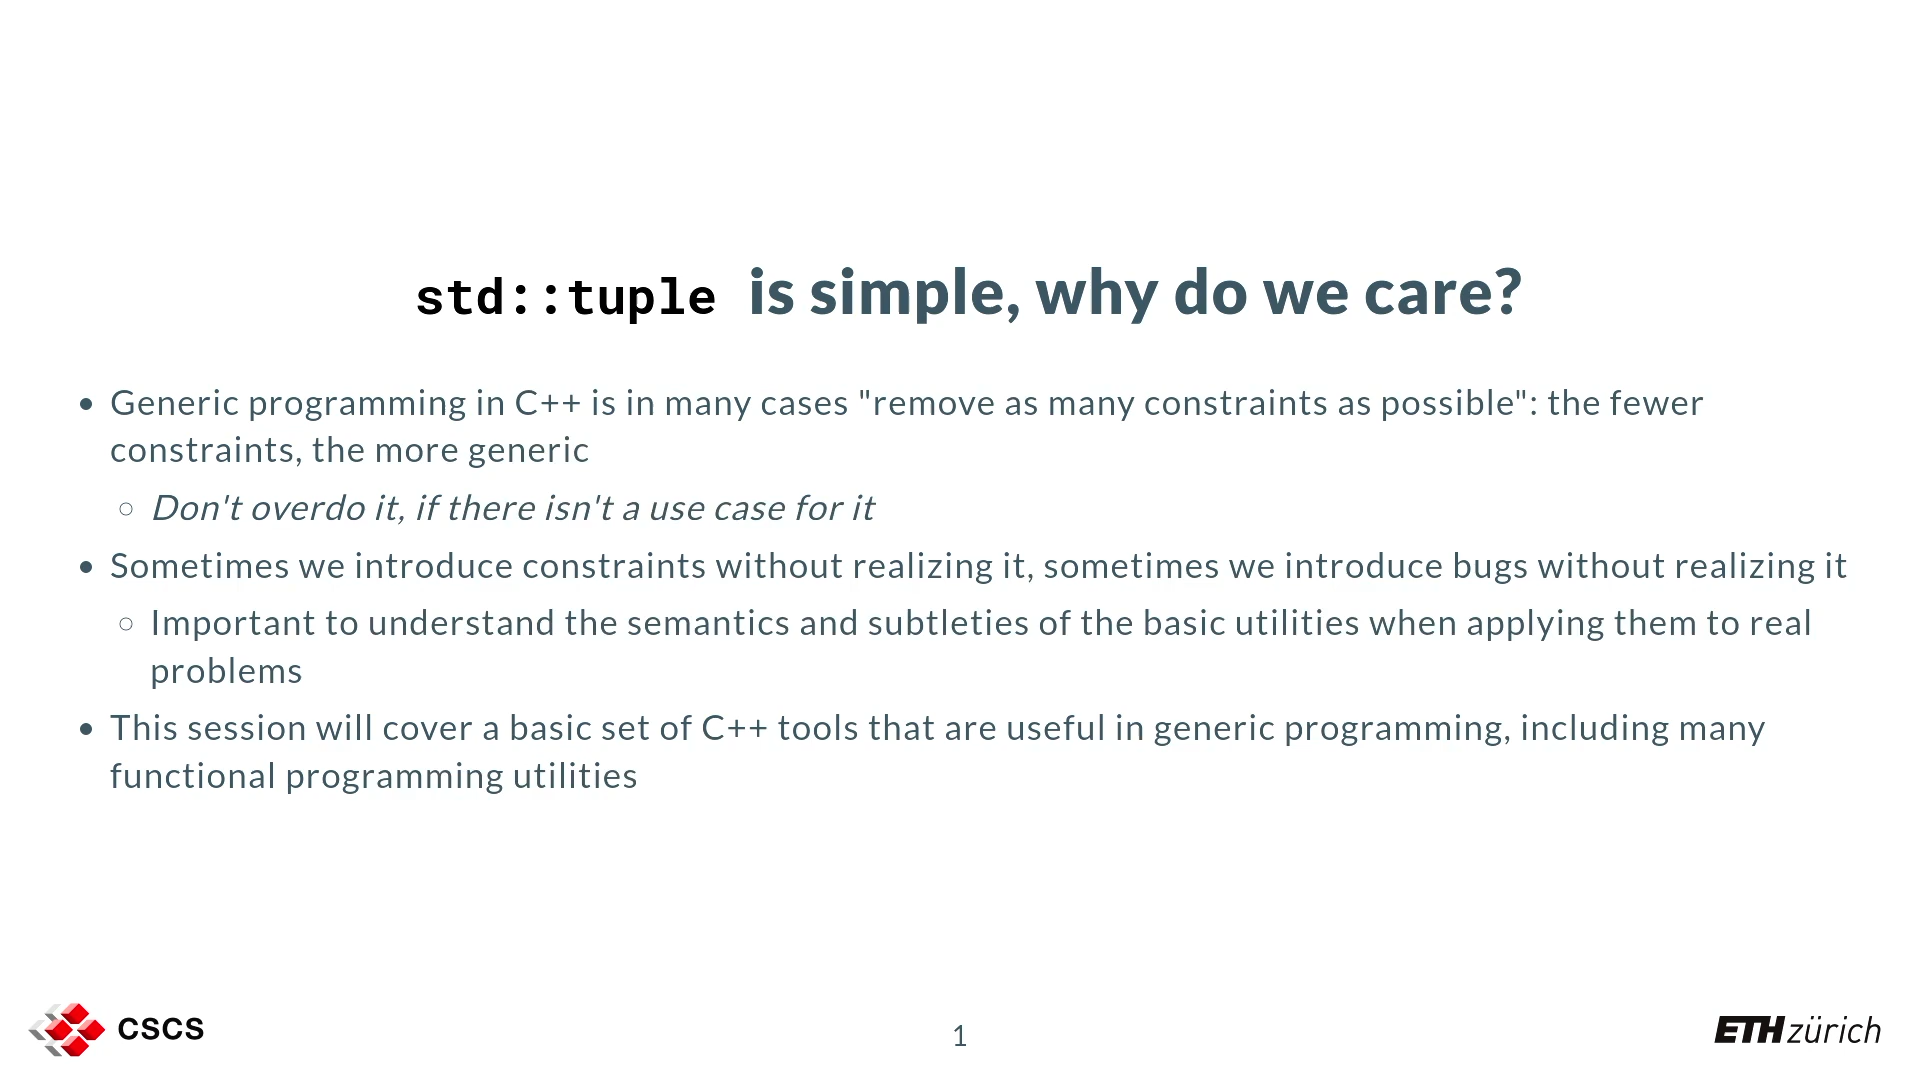 std::tuple is simple, why do we care?
• Generic programming in C++ is in many cases "remove as many constraints as possible": the fewer
constraints, the more generic
◦ Don't overdo it, if there isn't a use case for it
• Sometimes we introduce constraints without realizing it, sometimes we introduce bugs without realizing it
◦ Important to understand the semantics and subtleties of the basic utilities when applying them to real
problems
• This session will cover a basic set of C++ tools that are useful in generic programming, including many
functional programming utilities
CSCS
1
ETH zürich